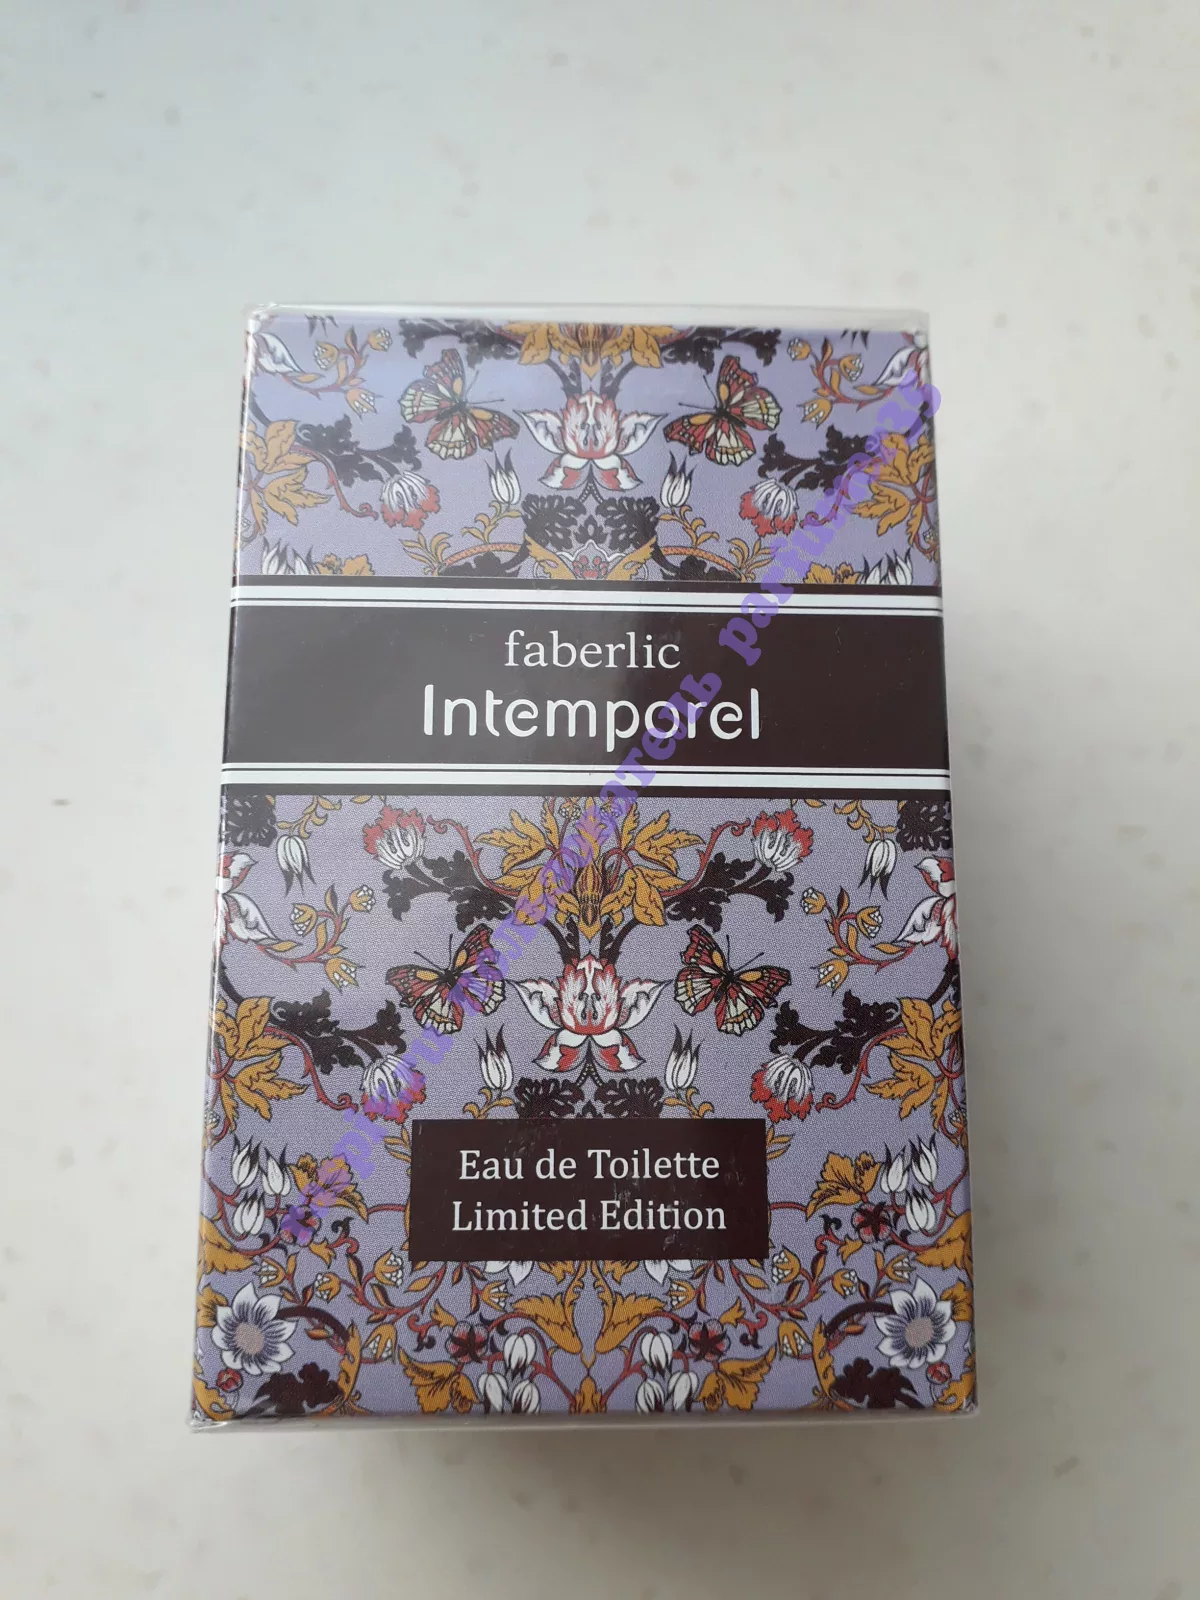 faberlic
Intemporel
Eau de Toilette
Limited Edition